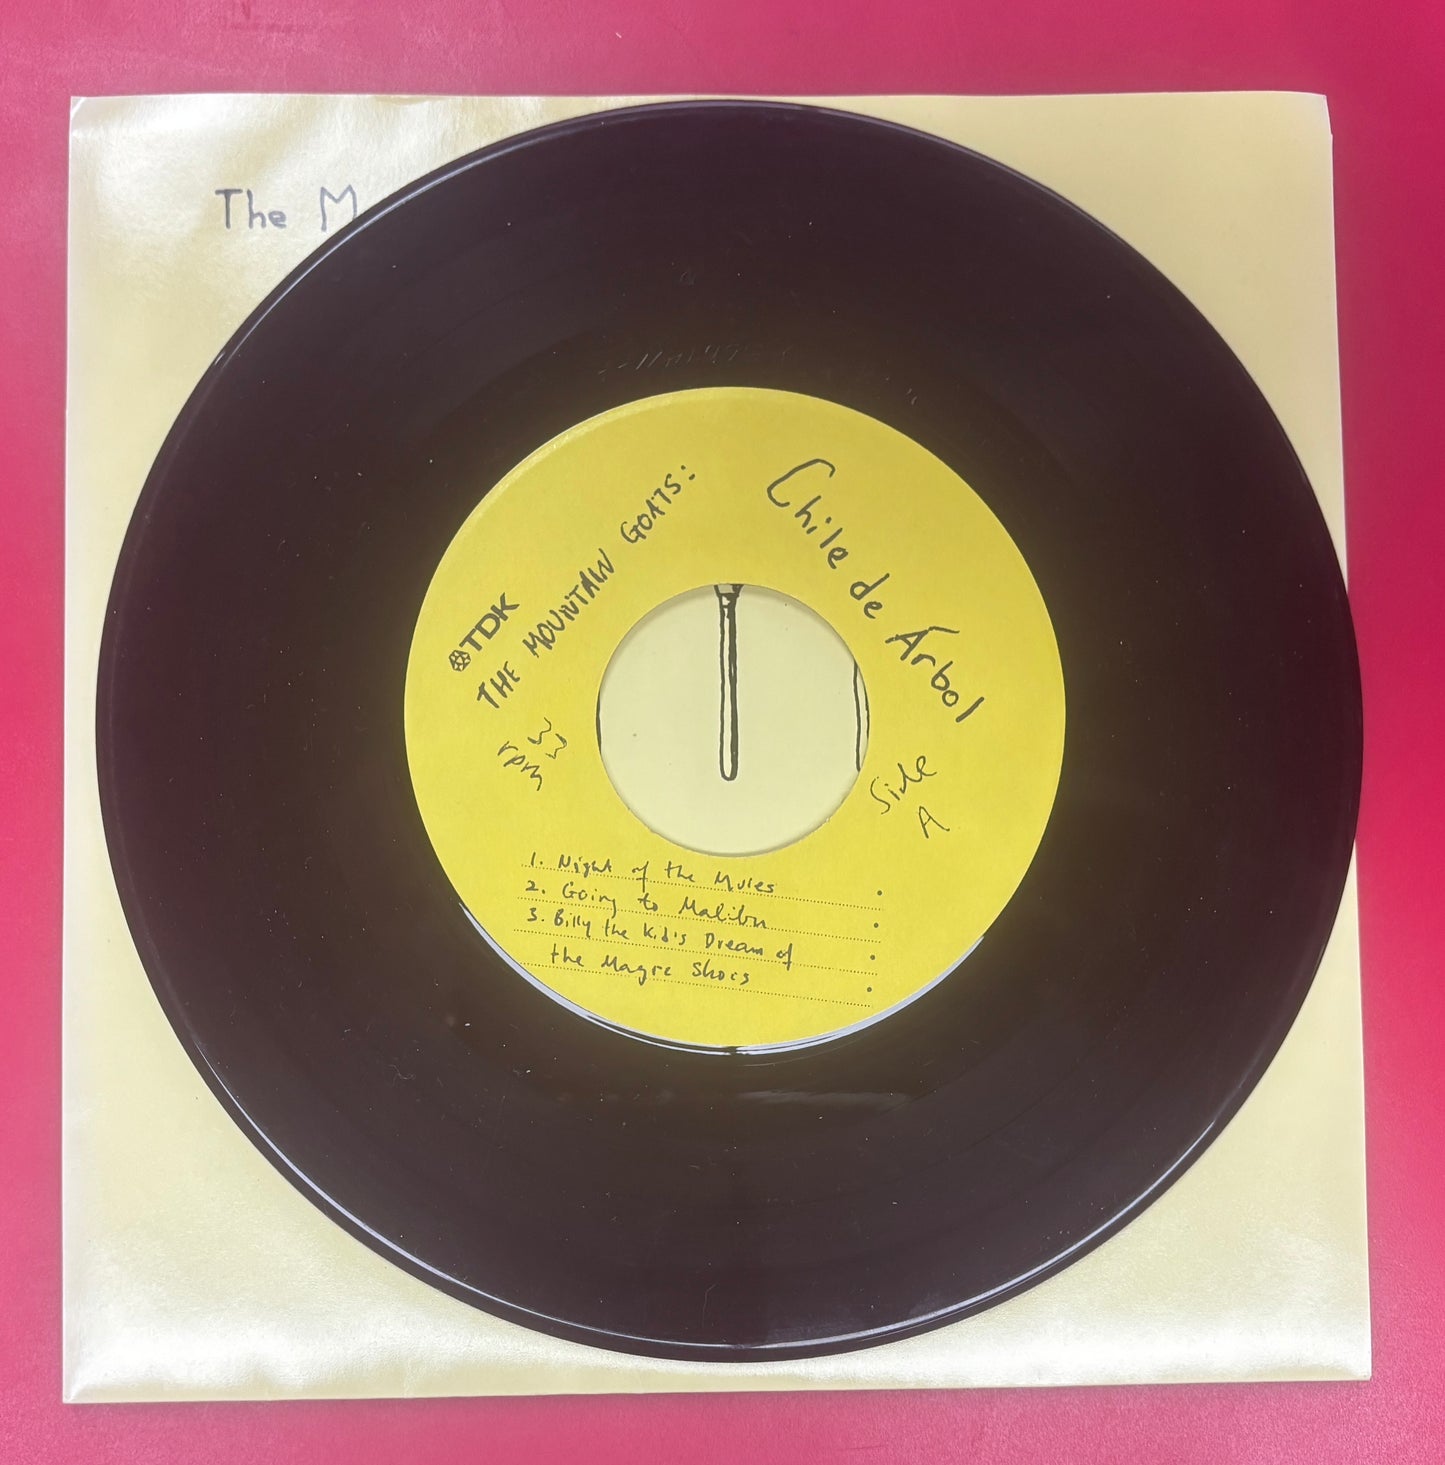 The M
TDK
THE MOUNTAIN GOATS:
Chile de Árbol
rpm 33
Side
A
1. Night of the Mules
2. Going to Malibu
3. Billy the Kid's Dream of
the Magic Shoes